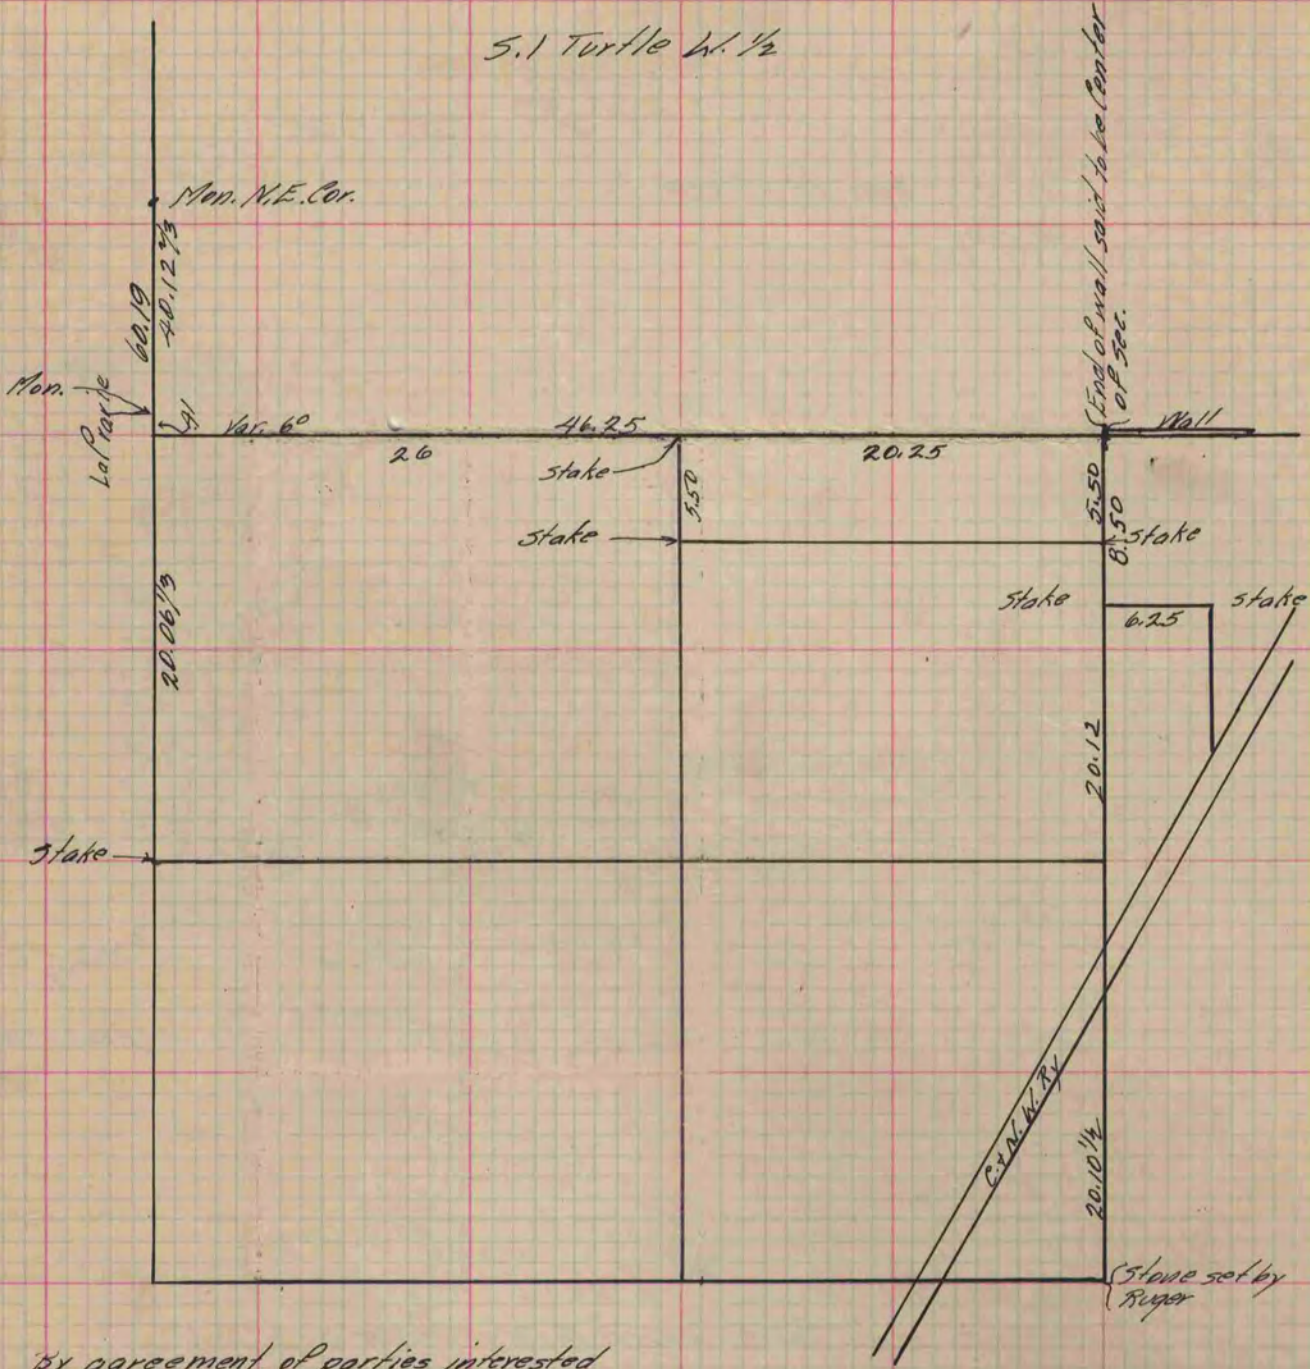 S.1 Turtle W. 1/2
Mon. N.E. Cor.
60.19
40.12 2/3
Mon.
LaPrarie
91
Var. 6°
46.25
26
20.25
Stake
5.50
Stake
(End of wall said to be Center
of Sec.
Wall
5.50
8.50
Stake
Stake
6.25
Stake
20.06 1/3
20.12
Stake
C. & N. W. Ry
20.10 1/2
Stone set by
Ruger
By agreement of parties interested